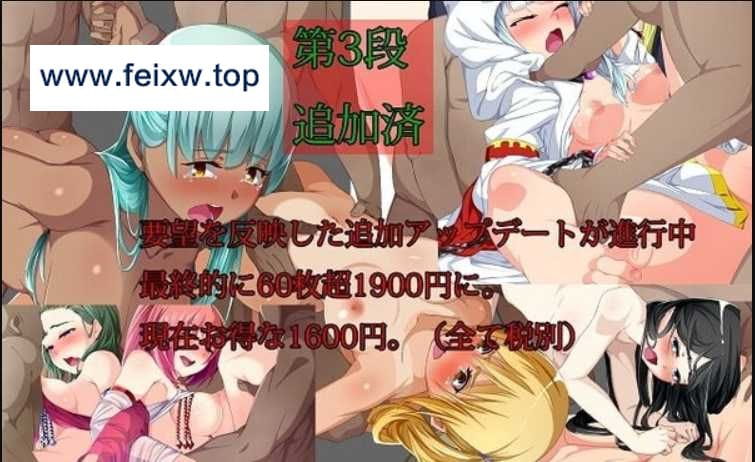 www.feixw.top
第3段
追加済
要望を反映した追加アップデートが進行中
最終的に60枚超1900円に。
現在お得な1600円。(全て税別)